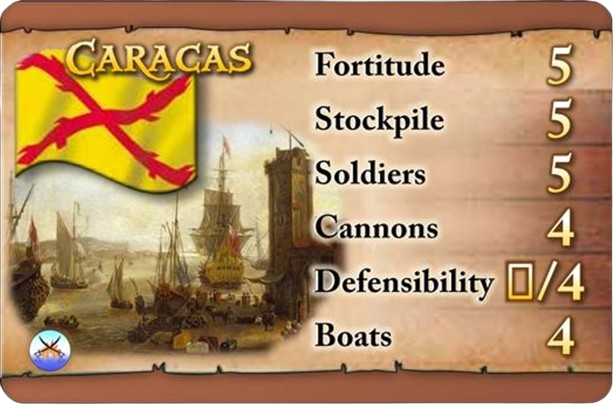 CARACAS
Fortitude 5
Stockpile 5
Soldiers 5
Cannons 4
Defensibility ▯/4
Boats 4